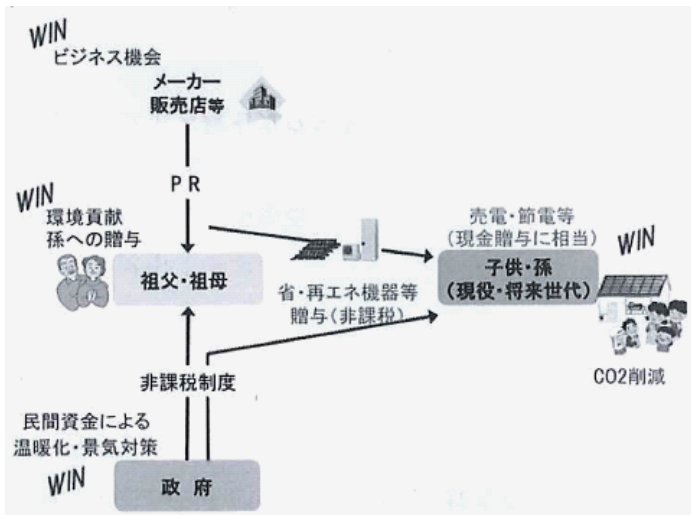 WIN
ビジネス機会
メーカー
販売店等
PR
WIN
環境貢献
孫への贈与
祖父・祖母
売電・節電等
(現金贈与に相当)
WIN
子供・孫
(現役・将来世代)
省・再エネ機器等
贈与(非課税)
CO2削減
非課税制度
民間資金による
温暖化・景気対策
WIN
政府